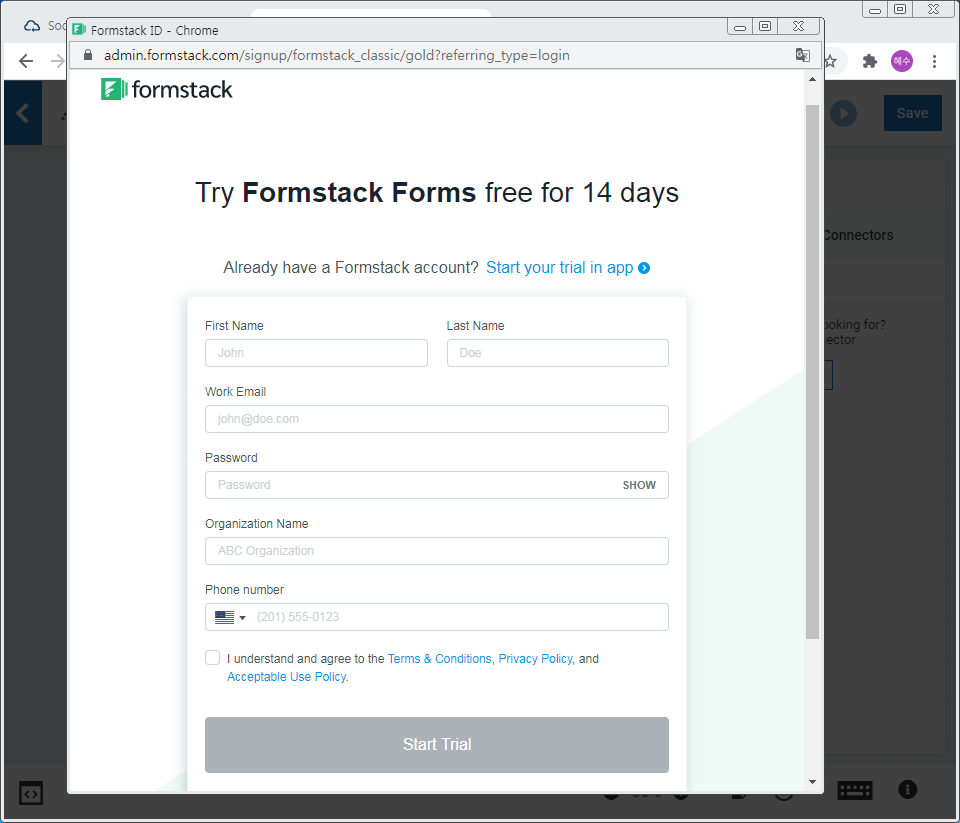 Soc
Formstack ID - Chrome
admin.formstack.com/signup/formstack_classic/gold?referring_type=login
혜수
formstack
Save
Try Formstack Forms free for 14 days
Connectors
Already have a Formstack account? Start your trial in app
First Name
Last Name
John
Doe
ooking for?
ector
Work Email
john@doe.com
Password
Password
SHOW
Organization Name
ABC Organization
Phone number
(201) 555-0123
I understand and agree to the Terms & Conditions, Privacy Policy, and
Acceptable Use Policy.
Start Trial